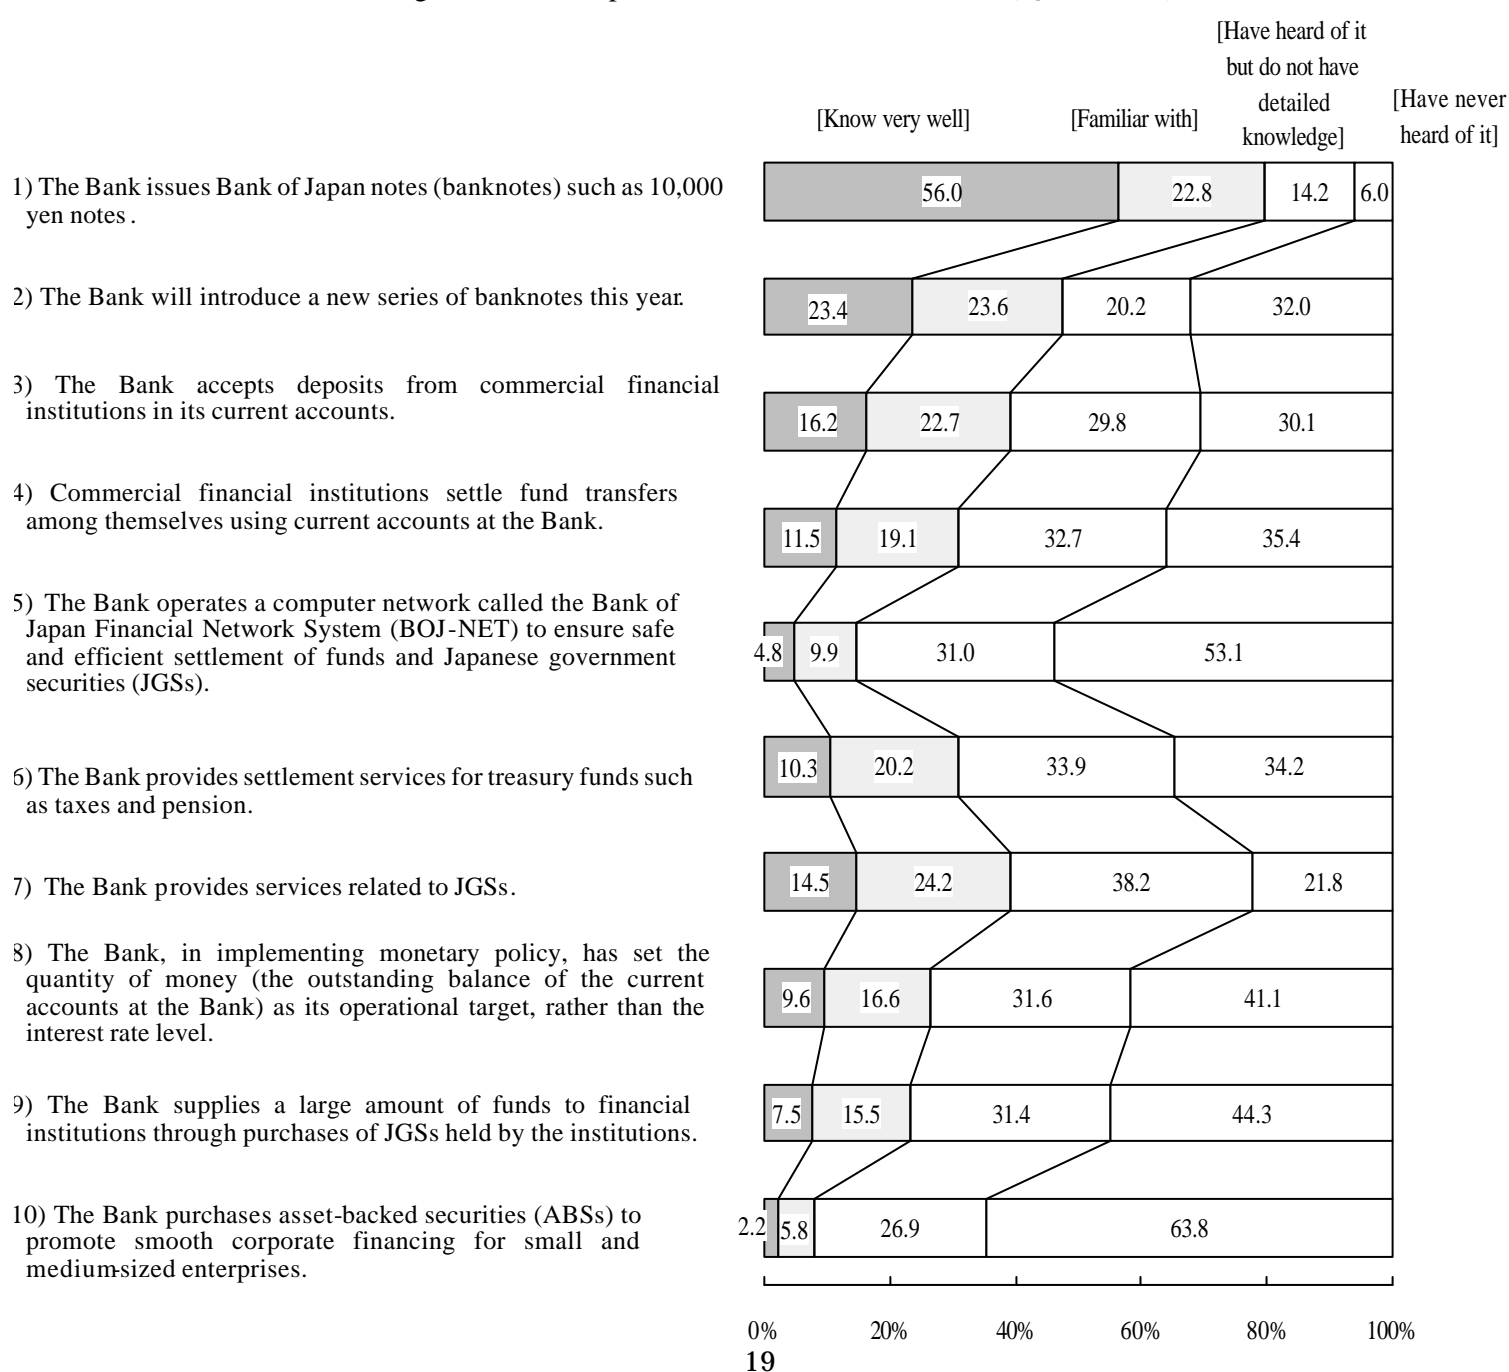 [Have heard of it
but do not have
detailed
knowledge]
[Have never
heard of it]
[Know very well]
[Familiar with]
1) The Bank issues Bank of Japan notes (banknotes) such as 10,000
yen notes.
56.0 22.8 14.2 6.0
2) The Bank will introduce a new series of banknotes this year.
23.4 23.6 20.2 32.0
3) The Bank accepts deposits from commercial financial
institutions in its current accounts.
16.2 22.7 29.8 30.1
4) Commercial financial institutions settle fund transfers
among themselves using current accounts at the Bank.
11.5 19.1 32.7 35.4
5) The Bank operates a computer network called the Bank of
Japan Financial Network System (BOJ-NET) to ensure safe
and efficient settlement of funds and Japanese government
securities (JGSs).
4.8 9.9 31.0 53.1
6) The Bank provides settlement services for treasury funds such
as taxes and pension.
10.3 20.2 33.9 34.2
7) The Bank provides services related to JGSs.
14.5 24.2 38.2 21.8
8) The Bank, in implementing monetary policy, has set the
quantity of money (the outstanding balance of the current
accounts at the Bank) as its operational target, rather than the
interest rate level.
9.6 16.6 31.6 41.1
9) The Bank supplies a large amount of funds to financial
institutions through purchases of JGSs held by the institutions.
7.5 15.5 31.4 44.3
10) The Bank purchases asset-backed securities (ABSs) to
promote smooth corporate financing for small and
medium-sized enterprises.
2.2 5.8 26.9 63.8
0% 20% 40% 60% 80% 100%
19